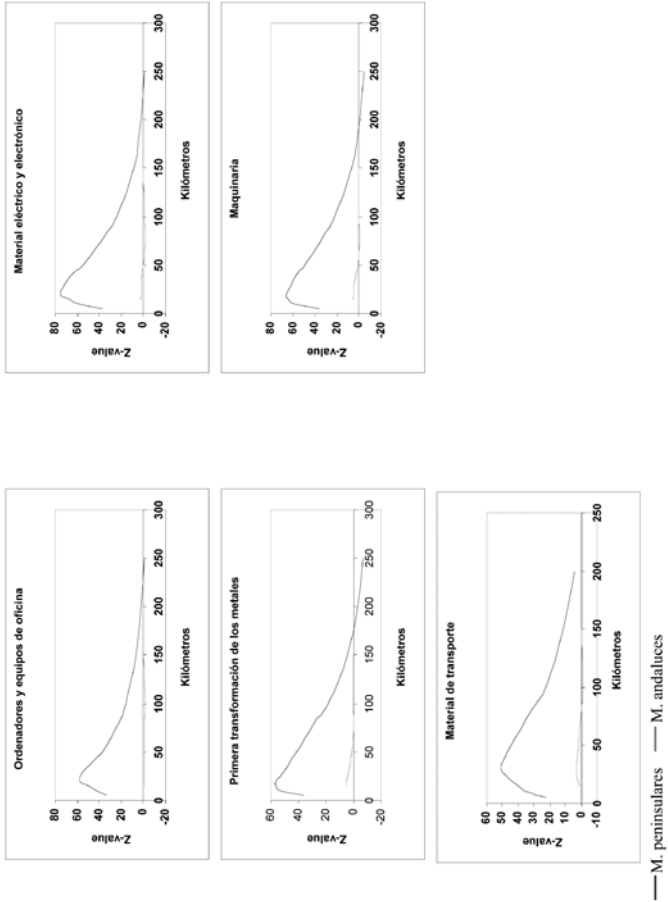 Ordenadores y equipos de oficina
80
60
40
20
0
-20
Z-value
0 50 100 150 200 250 300
Kilómetros
Material eléctrico y electrónico
80
60
40
20
0
-20
Z-value
0 50 100 150 200 250 300
Kilómetros
Primera transformación de los metales
60
40
20
0
-20
Z-value
0 50 100 150 200 250 300
Kilómetros
Maquinaria
80
60
40
20
0
-20
Z-value
0 50 100 150 200 250 300
Kilómetros
Material de transporte
60
50
40
30
20
10
0
-10
Z-value
0 50 100 150 200 250
Kilómetros
M. peninsulares M. andaluces